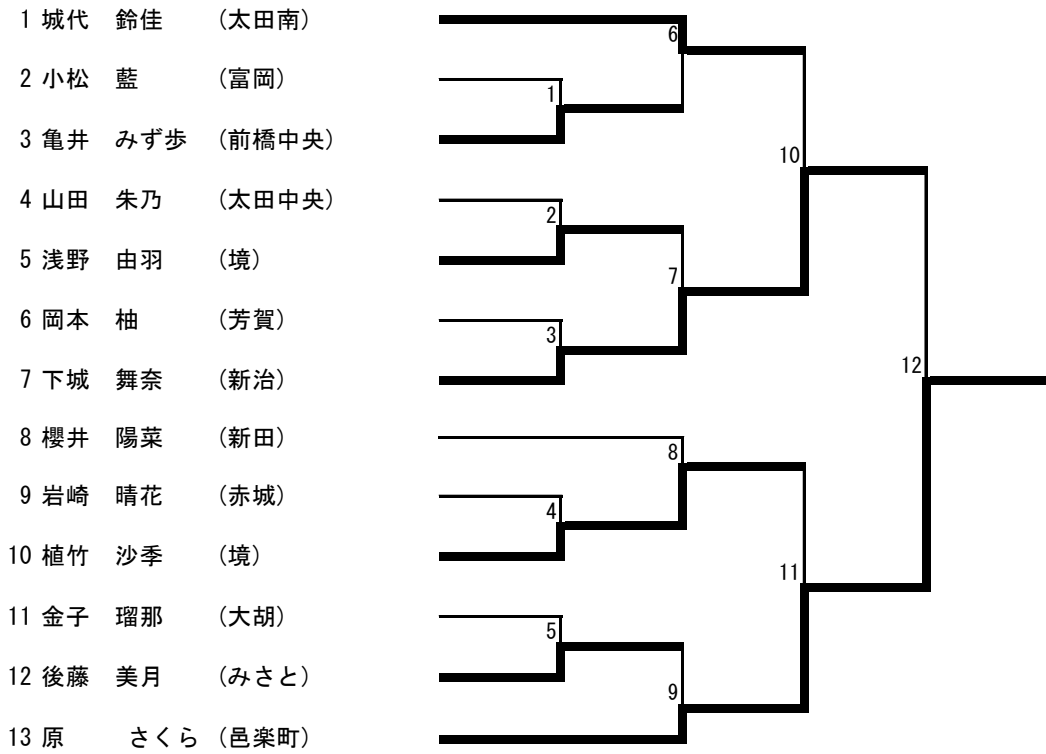 1 城代 鈴佳 (太田南)
6
2 小松 藍 (富岡)
1
3 亀井 みず歩 (前橋中央)
10
4 山田 朱乃 (太田中央)
2
5 浅野 由羽 (境)
7
6 岡本 柚 (芳賀)
3
7 下城 舞奈 (新治)
12
8 櫻井 陽菜 (新田)
8
9 岩崎 晴花 (赤城)
4
10 植竹 沙季 (境)
11
11 金子 瑠那 (大胡)
5
12 後藤 美月 (みさと)
9
13 原 さくら (邑楽町)